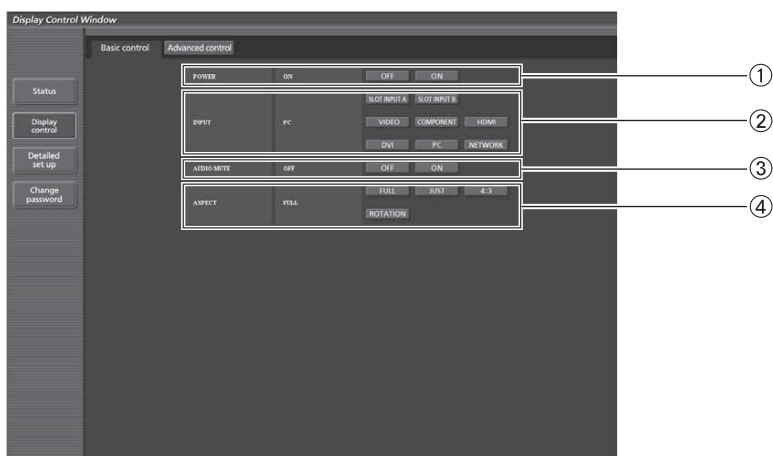 Display Control Window
Basic control Advanced control
POWER ON OFF ON ①
Status
SLOT INPUT A SLOT INPUT B
INPUT PC VIDEO COMPONENT HDMI ②
Display control
DVI PC NETWORK
AUDIO MUTE OFF OFF ON ③
Detailed set up
FULL JUST 4:3
Change password
ASPECT FULL ④
ROTATION